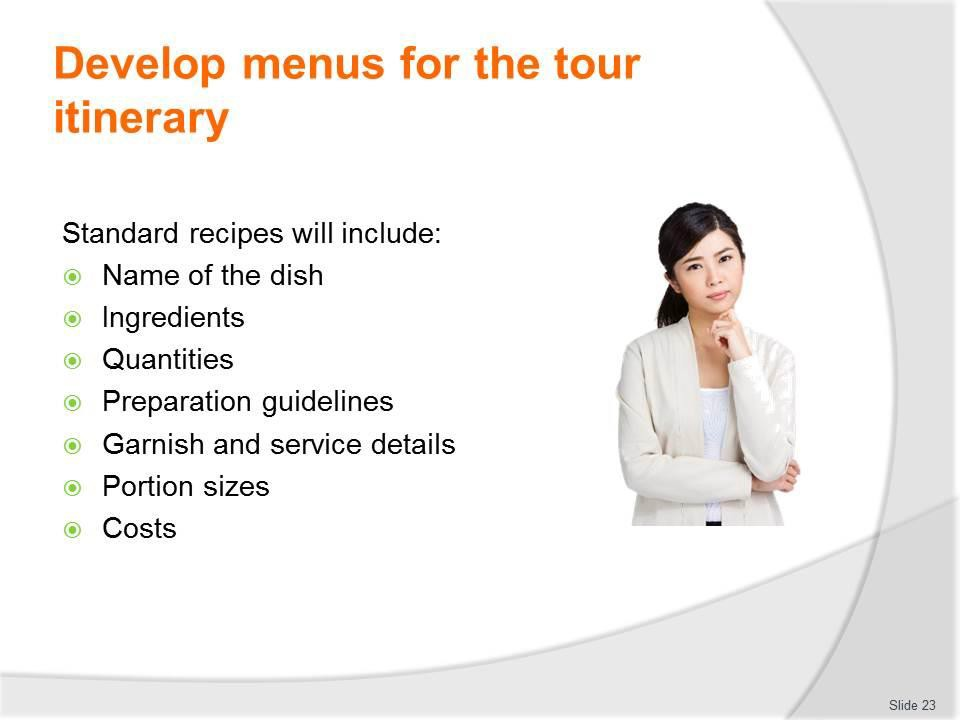 Develop menus for the tour
itinerary
Standard recipes will include:
Name of the dish
Ingredients
Quantities
Preparation guidelines
Garnish and service details
Portion sizes
Costs
Slide 23